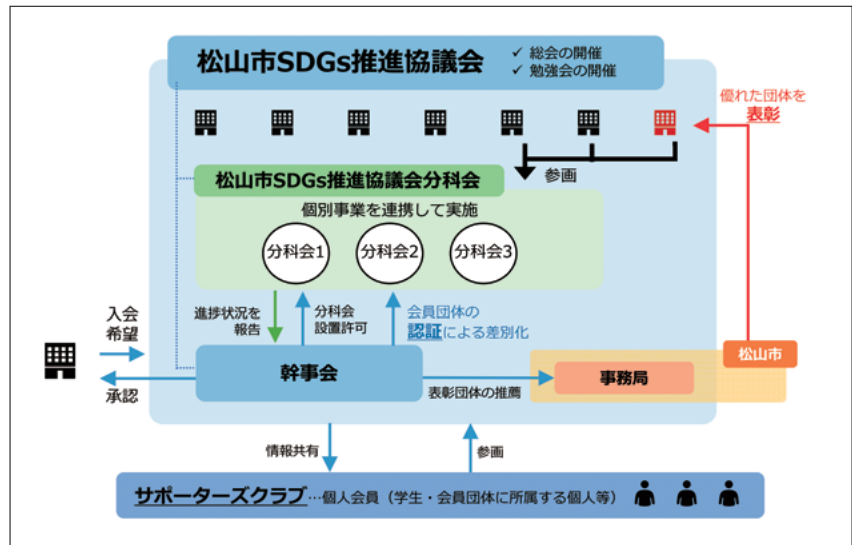 松山市SDGs推進協議会
✓ 総会の開催
✓ 勉強会の開催
優れた団体を
表彰
参画
松山市SDGs推進協議会分科会
個別事業を連携して実施
分科会1
分科会2
分科会3
入会
希望
承認
進捗状況を
報告
分科会
設置許可
会員団体の
認証による差別化
幹事会
表彰団体の推薦
事務局
松山市
情報共有
参画
サポーターズクラブ…個人会員（学生・会員団体に所属する個人等）